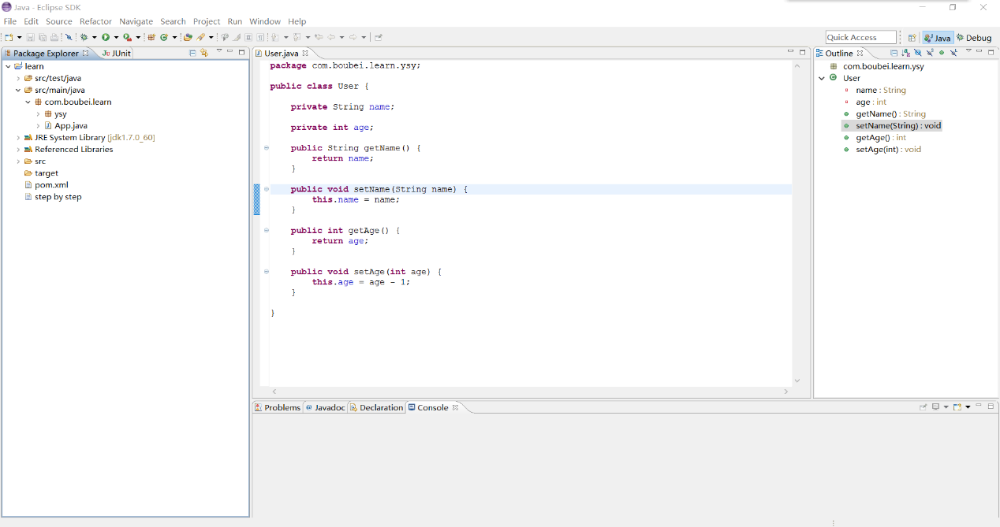 Java - Eclipse SDK
File Edit Source Refactor Navigate Search Project Run Window Help
Quick Access
Java
Debug
Package Explorer
JUnit
learn
src/test/java
src/main/java
com.boubei.learn
ysy
App.java
JRE System Library [jdk1.7.0_60]
Referenced Libraries
src
target
pom.xml
step by step
User.java
package com.boubei.learn.ysy;
public class User {
private String name;
private int age;
public String getName() {
return name;
}
public void setName(String name) {
this.name = name;
}
public int getAge() {
return age;
}
public void setAge(int age) {
this.age = age - 1;
}
}
Outline
com.boubei.learn.ysy
User
name : String
age : int
getName() : String
setName(String) : void
getAge() : int
setAge(int) : void
Problems @ Javadoc Declaration Console